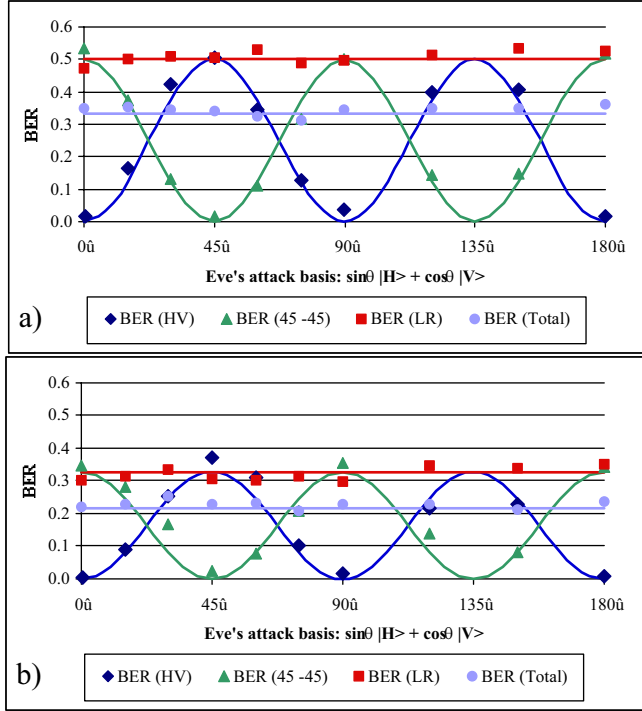 0.6
0.5
0.4
0.3
0.2
0.1
0.0
BER
0û 45û 90û 135û 180û
Eve's attack basis: sinθ |H> + cosθ |V>
a)
BER (HV) BER (45 -45) BER (LR) BER (Total)
0.6
0.5
0.4
0.3
0.2
0.1
0.0
BER
0û 45û 90û 135û 180û
Eve's attack basis: sinθ |H> + cosθ |V>
b)
BER (HV) BER (45 -45) BER (LR) BER (Total)